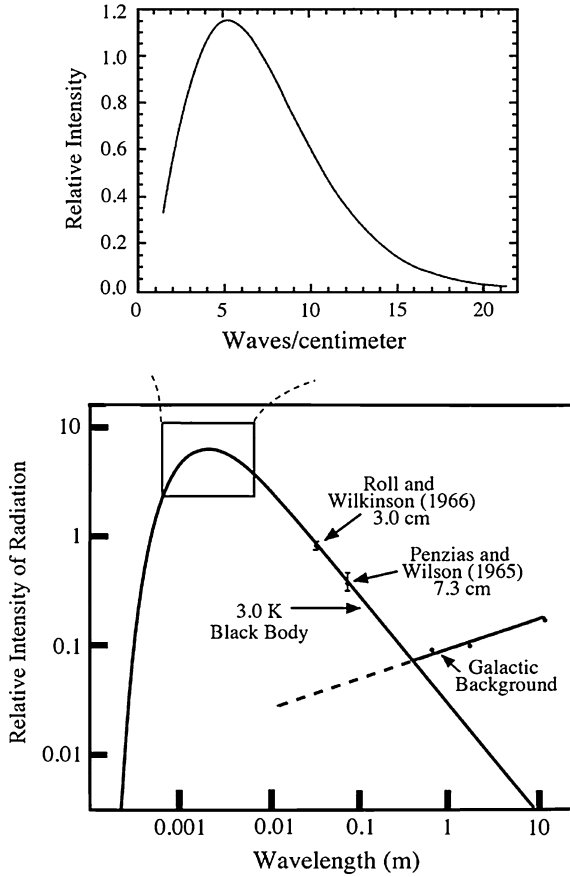 1.2
1.0
0.8
0.6
0.4
0.2
0.0
Relative Intensity
0 5 10 15 20
Waves/centimeter
10
1
0.1
0.01
Relative Intensity of Radiation
Roll and
Wilkinson (1966)
3.0 cm
Penzias and
Wilson (1965)
7.3 cm
3.0 K
Black Body
Galactic
Background
0.001 0.01 0.1 1 10
Wavelength (m)